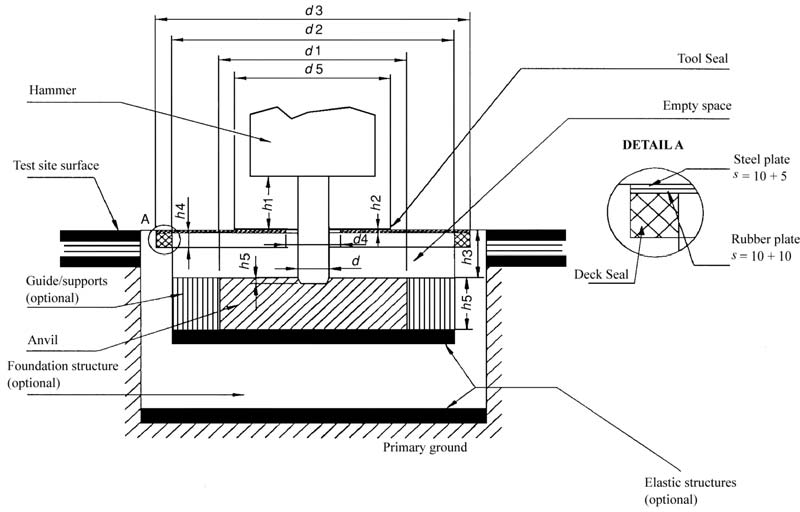 d3
d2
d1
d5
Tool Seal
Hammer
Empty space
DETAIL A
Steel plate
s = 10 + 5
Test site surface
A
h4
h1
h2
d4
h3
Rubber plate
s = 10 + 10
Deck Seal
h5
d
Guide/supports
(optional)
h5
Anvil
Foundation structure
(optional)
Primary ground
Elastic structures
(optional)